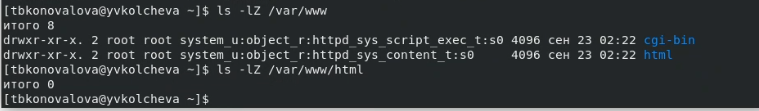 [tbkonovalova@yvkolcheva ~]$ ls -lZ /var/www
итого 8
drwxr-xr-x. 2 root root system_u:object_r:httpd_sys_script_exec_t:s0 4096 сен 23 02:22 cgi-bin
drwxr-xr-x. 2 root root system_u:object_r:httpd_sys_content_t:s0     4096 сен 23 02:22 html
[tbkonovalova@yvkolcheva ~]$ ls -lZ /var/www/html
итого 0
[tbkonovalova@yvkolcheva ~]$